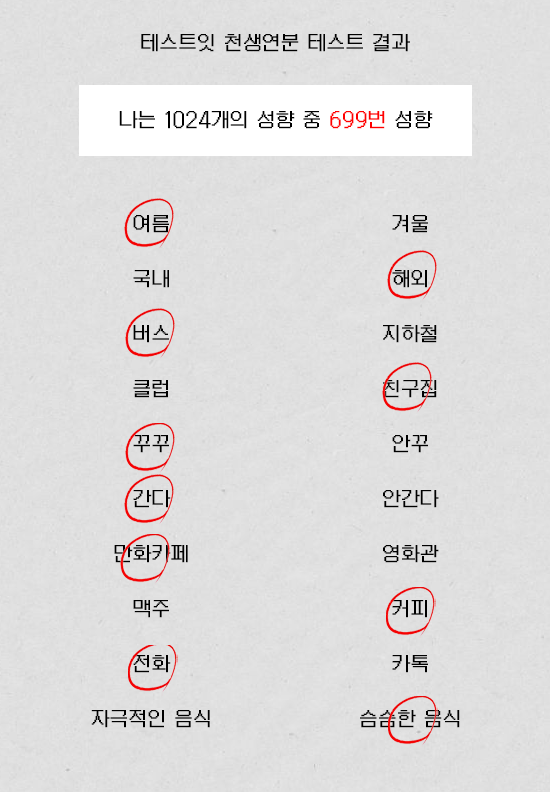 테스트잇 천생연분 테스트 결과
나는 1024개의 성향 중 699번 성향
여름 겨울
국내 해외
버스 지하철
클럽 친구집
꾸꾸 안꾸
간다 안간다
만화카페 영화관
맥주 커피
전화 카톡
자극적인 음식 슴슴한 음식